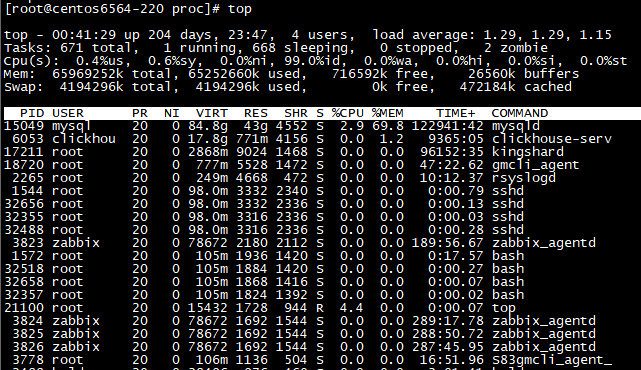 [root@centos6564-220 proc]# top
top - 00:41:29 up 204 days, 23:47, 4 users, load average: 1.29, 1.29, 1.15
Tasks: 671 total, 1 running, 668 sleeping, 0 stopped, 2 zombie
Cpu(s): 0.4%us, 0.6%sy, 0.0%ni, 99.0%id, 0.0%wa, 0.0%hi, 0.0%si, 0.0%st
Mem: 65969252k total, 65252660k used, 716592k free, 26560k buffers
Swap: 4194296k total, 4194296k used, 0k free, 472184k cached
PID USER PR NI VIRT RES SHR S %CPU %MEM TIME+ COMMAND
15049 mysql 20 0 84.8g 43g 4552 S 2.9 69.8 122941:42 mysqld
6053 clickhou 20 0 17.8g 771m 4156 S 0.0 1.2 9365:05 clickhouse-serv
17211 root 20 0 2868m 9024 1468 S 0.0 0.0 96152:35 kingshard
18720 root 20 0 777m 5528 1472 S 0.0 0.0 47:22.62 gmcli_agent
2265 root 20 0 249m 4668 472 S 0.0 0.0 10:12.37 rsyslogd
1544 root 20 0 98.0m 3332 2340 S 0.0 0.0 0:00.79 sshd
32656 root 20 0 98.0m 3332 2336 S 0.0 0.0 0:00.13 sshd
32355 root 20 0 98.0m 3316 2336 S 0.0 0.0 0:00.03 sshd
32488 root 20 0 98.0m 3316 2336 S 0.0 0.0 0:00.28 sshd
3823 zabbix 20 0 78672 2180 2112 S 0.0 0.0 189:56.67 zabbix_agentd
1572 root 20 0 105m 1936 1420 S 0.0 0.0 0:17.57 bash
32518 root 20 0 105m 1884 1420 S 0.0 0.0 0:00.27 bash
32658 root 20 0 105m 1868 1416 S 0.0 0.0 0:00.07 bash
32357 root 20 0 105m 1824 1392 S 0.0 0.0 0:00.02 bash
21100 root 20 0 15432 1728 944 R 4.4 0.0 0:00.07 top
3824 zabbix 20 0 78672 1692 1544 S 0.0 0.0 289:17.78 zabbix_agentd
3825 zabbix 20 0 78672 1692 1544 S 0.0 0.0 288:50.72 zabbix_agentd
3826 zabbix 20 0 78672 1692 1544 S 0.0 0.0 287:45.95 zabbix_agentd
3778 root 20 0 106m 1136 504 S 0.0 0.0 16:51.96 S83gmcli_agent_